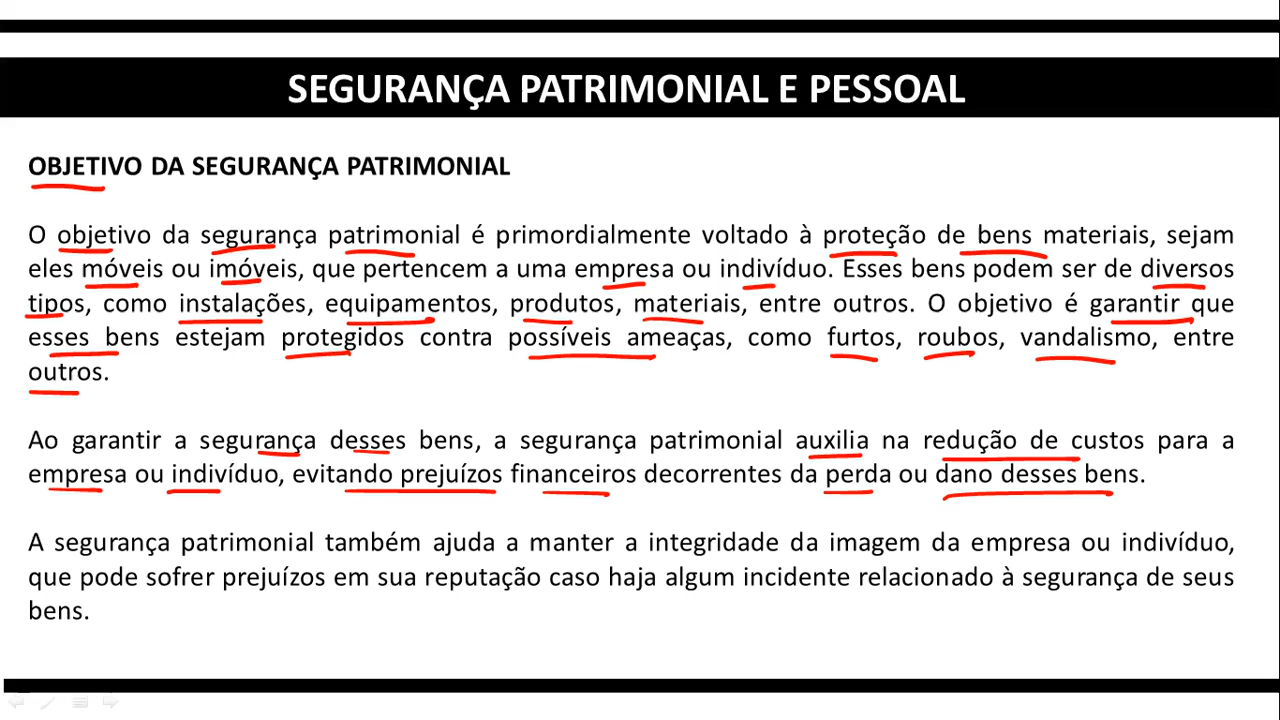 SEGURANÇA PATRIMONIAL E PESSOAL
OBJETIVO DA SEGURANÇA PATRIMONIAL
O objetivo da segurança patrimonial é primordialmente voltado à proteção de bens materiais, sejam
eles móveis ou imóveis, que pertencem a uma empresa ou indivíduo. Esses bens podem ser de diversos
tipos, como instalações, equipamentos, produtos, materiais, entre outros. O objetivo é garantir que
esses bens estejam protegidos contra possíveis ameaças, como furtos, roubos, vandalismo, entre
outros.
Ao garantir a segurança desses bens, a segurança patrimonial auxilia na redução de custos para a
empresa ou indivíduo, evitando prejuízos financeiros decorrentes da perda ou dano desses bens.
A segurança patrimonial também ajuda a manter a integridade da imagem da empresa ou indivíduo,
que pode sofrer prejuízos em sua reputação caso haja algum incidente relacionado à segurança de seus
bens.